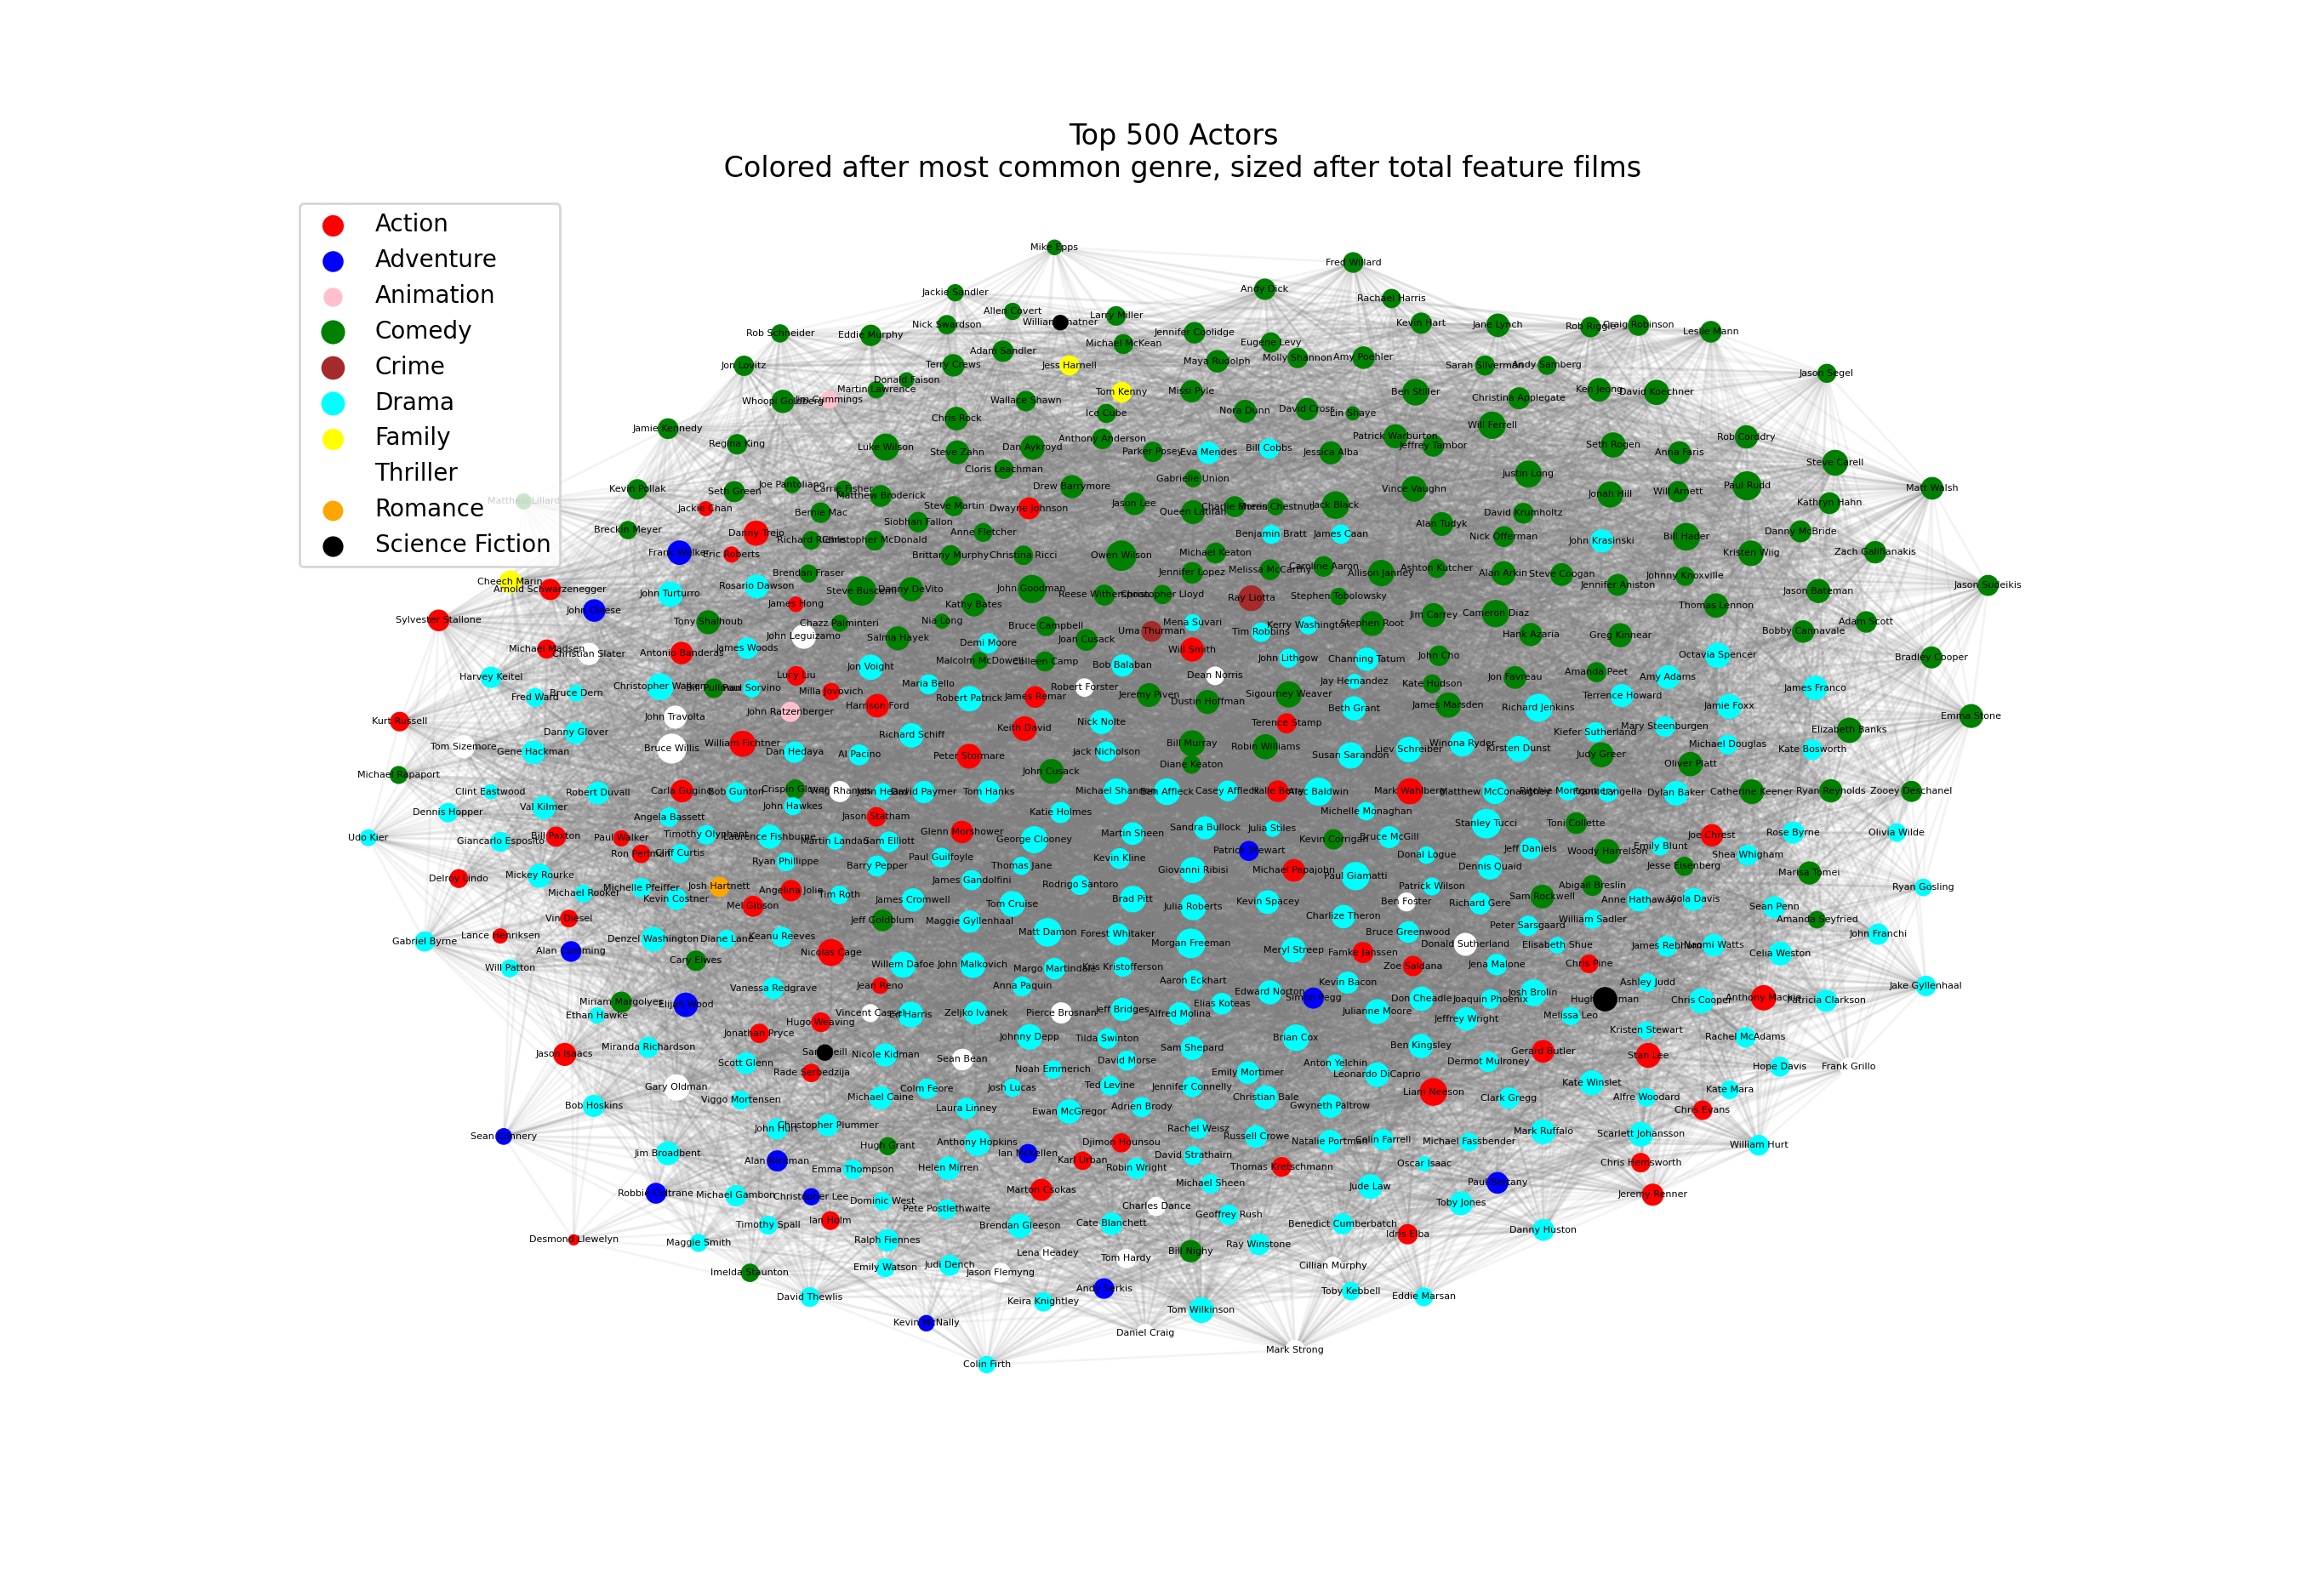 Top 500 Actors
Colored after most common genre, sized after total feature films
Action
Adventure
Animation
Comedy
Crime
Drama
Family
Thriller
Romance
Science Fiction
Mike Epps
Fred Willard
Andy Dick
Jackie Sandler
Rachael Harris
Allen Covert
Larry Miller
William Shatner
Nick Swardson
Kevin Hart
Jane Lynch
Rob Riggle
Craig Robinson
Leslie Mann
Rob Schneider
Eddie Murphy
Jennifer Coolidge
Michael McKean
Eugene Levy
Adam Sandler
Maya Rudolph
Molly Shannon
Amy Poehler
Jon Lovitz
Terry Crews
Jess Harnell
Sarah Silverman
Andy Samberg
Jason Segel
Donald Faison
Martin Lawrence
Whoopi Goldberg
Jim Cummings
Wallace Shawn
Tom Kenny
Missi Pyle
Ben Stiller
Christina Applegate
Ken Jeong
David Koechner
Chris Rock
Ice Cube
Nora Dunn
David Cross
Lin Shaye
Will Ferrell
Jamie Kennedy
Regina King
Luke Wilson
Steve Zahn
Dan Aykroyd
Anthony Anderson
Parker Posey
Eva Mendes
Bill Cobbs
Jessica Alba
Patrick Warburton
Jeffrey Tambor
Seth Rogen
Anna Faris
Rob Corddry
Steve Carell
Cloris Leachman
Justin Long
Gabrielle Union
Matthew Lillard
Kevin Pollak
Seth Green
Joe Pantoliano
Carrie Fisher
Matthew Broderick
Drew Barrymore
Vince Vaughn
Jonah Hill
Will Arnett
Paul Rudd
Matt Walsh
Jackie Chan
Bernie Mac
Steve Martin
Dwayne Johnson
Jason Lee
Queen Latifah
Charlie Sheen
Morris Chestnut
Jack Black
David Krumholtz
Kathryn Hahn
Breckin Meyer
Danny Trejo
Siobhan Fallon
Anne Fletcher
Benjamin Bratt
James Caan
Alan Tudyk
Nick Offerman
John Krasinski
Bill Hader
Danny McBride
Frank Welker
Eric Roberts
Christopher McDonald
Brittany Murphy
Christina Ricci
Owen Wilson
Michael Keaton
Kristen Wiig
Zach Galifianakis
Cheech Marin
Arnold Schwarzenegger
John Turturro
Rosario Dawson
Brendan Fraser
Jennifer Lopez
Melissa McCarthy
Caroline Aaron
Allison Janney
Ashton Kutcher
Alan Arkin
Steve Coogan
Jennifer Aniston
Johnny Knoxville
Jason Bateman
Jason Sudeikis
Sylvester Stallone
John Cleese
James Hong
Steve Buscemi
Danny DeVito
John Goodman
Kathy Bates
Reese Witherspoon
Christopher Lloyd
Ray Liotta
Stephen Tobolowsky
Jim Carrey
Cameron Diaz
Thomas Lennon
Tony Shalhoub
Chazz Palminteri
Nia Long
Bruce Campbell
Mena Suvari
Kerry Washington
Stephen Root
Adam Scott
John Leguizamo
Salma Hayek
Demi Moore
Joan Cusack
Uma Thurman
Tim Robbins
Hank Azaria
Greg Kinnear
Bobby Cannavale
Michael Madsen
Christian Slater
Antonio Banderas
James Woods
Jon Voight
Malcolm McDowell
Colleen Camp
Bob Balaban
Will Smith
John Lithgow
Channing Tatum
John Cho
Octavia Spencer
Bradley Cooper
Harvey Keitel
Fred Ward
Bruce Dern
Christopher Walken
Bill Pullman
Paul Sorvino
Lucy Liu
Milla Jovovich
Maria Bello
Robert Patrick
James Remar
Robert Forster
Jeremy Piven
Dean Norris
Dustin Hoffman
Sigourney Weaver
Jay Hernandez
Kate Hudson
Jon Favreau
Amanda Peet
Amy Adams
James Franco
Kurt Russell
John Travolta
John Ratzenberger
Harrison Ford
Keith David
Nick Nolte
Terence Stamp
Beth Grant
James Marsden
Richard Jenkins
Terrence Howard
Jamie Foxx
Emma Stone
Tom Sizemore
Danny Glover
Gene Hackman
Bruce Willis
William Fichtner
Dan Hedaya
Al Pacino
Richard Schiff
Peter Stormare
Jack Nicholson
Bill Murray
Robin Williams
Susan Sarandon
Liev Schreiber
Winona Ryder
Kirsten Dunst
Kiefer Sutherland
Mary Steenburgen
Michael Douglas
Kate Bosworth
Elizabeth Banks
Michael Rapaport
John Cusack
Diane Keaton
Judy Greer
Oliver Platt
Clint Eastwood
Robert Duvall
Carla Gugino
Bob Gunton
Crispin Glover
Ving Rhames
John Heard
David Paymer
Tom Hanks
Michael Shannon
Ben Affleck
Casey Affleck
Halle Berry
Alec Baldwin
Mark Wahlberg
Matthew McConaughey
Ritchie Montgomery
Frank Langella
Dylan Baker
Catherine Keener
Ryan Reynolds
Zooey Deschanel
Dennis Hopper
Val Kilmer
Angela Bassett
John Hawkes
Jason Statham
Katie Holmes
Michelle Monaghan
Udo Kier
Giancarlo Esposito
Bill Paxton
Paul Walker
Timothy Olyphant
Laurence Fishburne
Martin Landau
Sam Elliott
Glenn Morshower
George Clooney
Martin Sheen
Sandra Bullock
Julia Stiles
Kevin Corrigan
Bruce McGill
Stanley Tucci
Toni Collette
Joe Chrest
Rose Byrne
Olivia Wilde
Ron Perlman
Cliff Curtis
Ryan Phillippe
Barry Pepper
Paul Guilfoyle
Thomas Jane
Kevin Kline
Patrick Stewart
Donal Logue
Jeff Daniels
Woody Harrelson
Emily Blunt
Shea Whigham
Delroy Lindo
Mickey Rourke
Michael Rooker
Michelle Pfeiffer
Josh Hartnett
Angelina Jolie
Tim Roth
James Gandolfini
Rodrigo Santoro
Giovanni Ribisi
Michael Papajohn
Paul Giamatti
Patrick Wilson
Dennis Quaid
Abigail Breslin
Jesse Eisenberg
Marisa Tomei
Ryan Gosling
Kevin Costner
Mel Gibson
James Cromwell
Tom Cruise
Brad Pitt
Julia Roberts
Kevin Spacey
Ben Foster
Richard Gere
Sam Rockwell
Anne Hathaway
Viola Davis
Sean Penn
Vin Diesel
Jeff Goldblum
Maggie Gyllenhaal
Charlize Theron
Peter Sarsgaard
William Sadler
Amanda Seyfried
Gabriel Byrne
Lance Henriksen
Alan Cumming
Denzel Washington
Diane Lane
Keanu Reeves
Nicolas Cage
Matt Damon
Forest Whitaker
Morgan Freeman
Meryl Streep
Famke Janssen
Bruce Greenwood
Donald Sutherland
Elisabeth Shue
James Rebhorn
Naomi Watts
Celia Weston
John Franchi
Will Patton
Cary Elwes
Willem Dafoe
John Malkovich
Margo Martindale
Kris Kristofferson
Zoe Saldana
Jena Malone
Chris Pine
Miriam Margolyes
Elijah Wood
Vanessa Redgrave
Jean Reno
Anna Paquin
Aaron Eckhart
Edward Norton
Simon Pegg
Kevin Bacon
Don Cheadle
Joaquin Phoenix
Josh Brolin
Ashley Judd
Chris Cooper
Anthony Mackie
Patricia Clarkson
Jake Gyllenhaal
Ethan Hawke
Hugo Weaving
Vincent Cassel
Ed Harris
Zeljko Ivanek
Pierce Brosnan
Jeff Bridges
Alfred Molina
Elias Koteas
Julianne Moore
Jeffrey Wright
Melissa Leo
Jason Isaacs
Miranda Richardson
Jonathan Pryce
Nicole Kidman
Sean Bean
Johnny Depp
Tilda Swinton
Sam Shepard
Brian Cox
Ben Kingsley
Gerard Butler
Kristen Stewart
Stan Lee
Rachel McAdams
Scott Glenn
Rade Serbedzija
Noah Emmerich
David Morse
Emily Mortimer
Anton Yelchin
Leonardo DiCaprio
Dermot Mulroney
Hope Davis
Frank Grillo
Gary Oldman
Viggo Mortensen
Michael Caine
Colm Feore
Josh Lucas
Ted Levine
Jennifer Connelly
Christian Bale
Liam Neeson
Kate Winslet
Clark Gregg
Alfre Woodard
Kate Mara
Bob Hoskins
Laura Linney
Ewan McGregor
Adrien Brody
Gwyneth Paltrow
Chris Evans
Sean Connery
John Hurt
Christopher Plummer
Hugh Grant
Anthony Hopkins
Djimon Hounsou
Rachel Weisz
Russell Crowe
Natalie Portman
Colin Farrell
Michael Fassbender
Mark Ruffalo
Scarlett Johansson
William Hurt
Jim Broadbent
Alan Rickman
Emma Thompson
Helen Mirren
Ian McKellen
Karl Urban
Robin Wright
David Strathairn
Thomas Kretschmann
Oscar Isaac
Chris Hemsworth
Robbie Coltrane
Michael Gambon
Christopher Lee
Dominic West
Marton Csokas
Michael Sheen
Jude Law
Paul Bettany
Jeremy Renner
Timothy Spall
Ian Holm
Pete Postlethwaite
Brendan Gleeson
Charles Dance
Cate Blanchett
Geoffrey Rush
Benedict Cumberbatch
Toby Jones
Danny Huston
Desmond Llewelyn
Maggie Smith
Ralph Fiennes
Lena Headey
Tom Hardy
Bill Nighy
Ray Winstone
Idris Elba
Imelda Staunton
Emily Watson
Judi Dench
Jason Flemyng
Cillian Murphy
David Thewlis
Keira Knightley
Andy Serkis
Tom Wilkinson
Toby Kebbell
Eddie Marsan
Kevin McNally
Daniel Craig
Mark Strong
Colin Firth